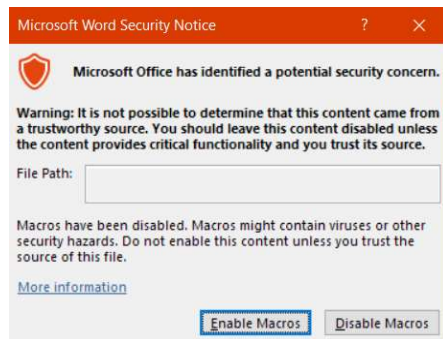 Microsoft Word Security Notice ? ×
Microsoft Office has identified a potential security concern.
Warning: It is not possible to determine that this content came from
a trustworthy source. You should leave this content disabled unless
the content provides critical functionality and you trust its source.
File Path:
Macros have been disabled. Macros might contain viruses or other
security hazards. Do not enable this content unless you trust the
source of this file.
More information
Enable Macros Disable Macros